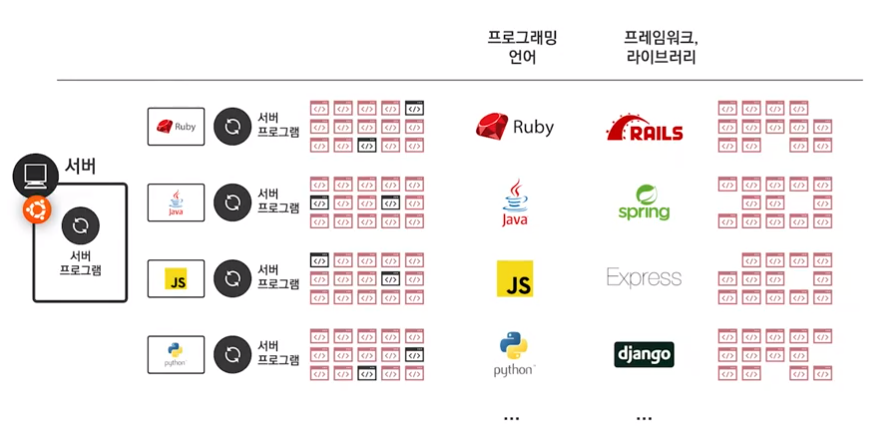 프로그래밍
언어
프레임워크,
라이브러리
Ruby
서버
프로그램
Ruby
RAILS
서버
서버
프로그램
Java
서버
프로그램
Java
spring
JS
서버
프로그램
JS
Express
python
서버
프로그램
python
django
...
...